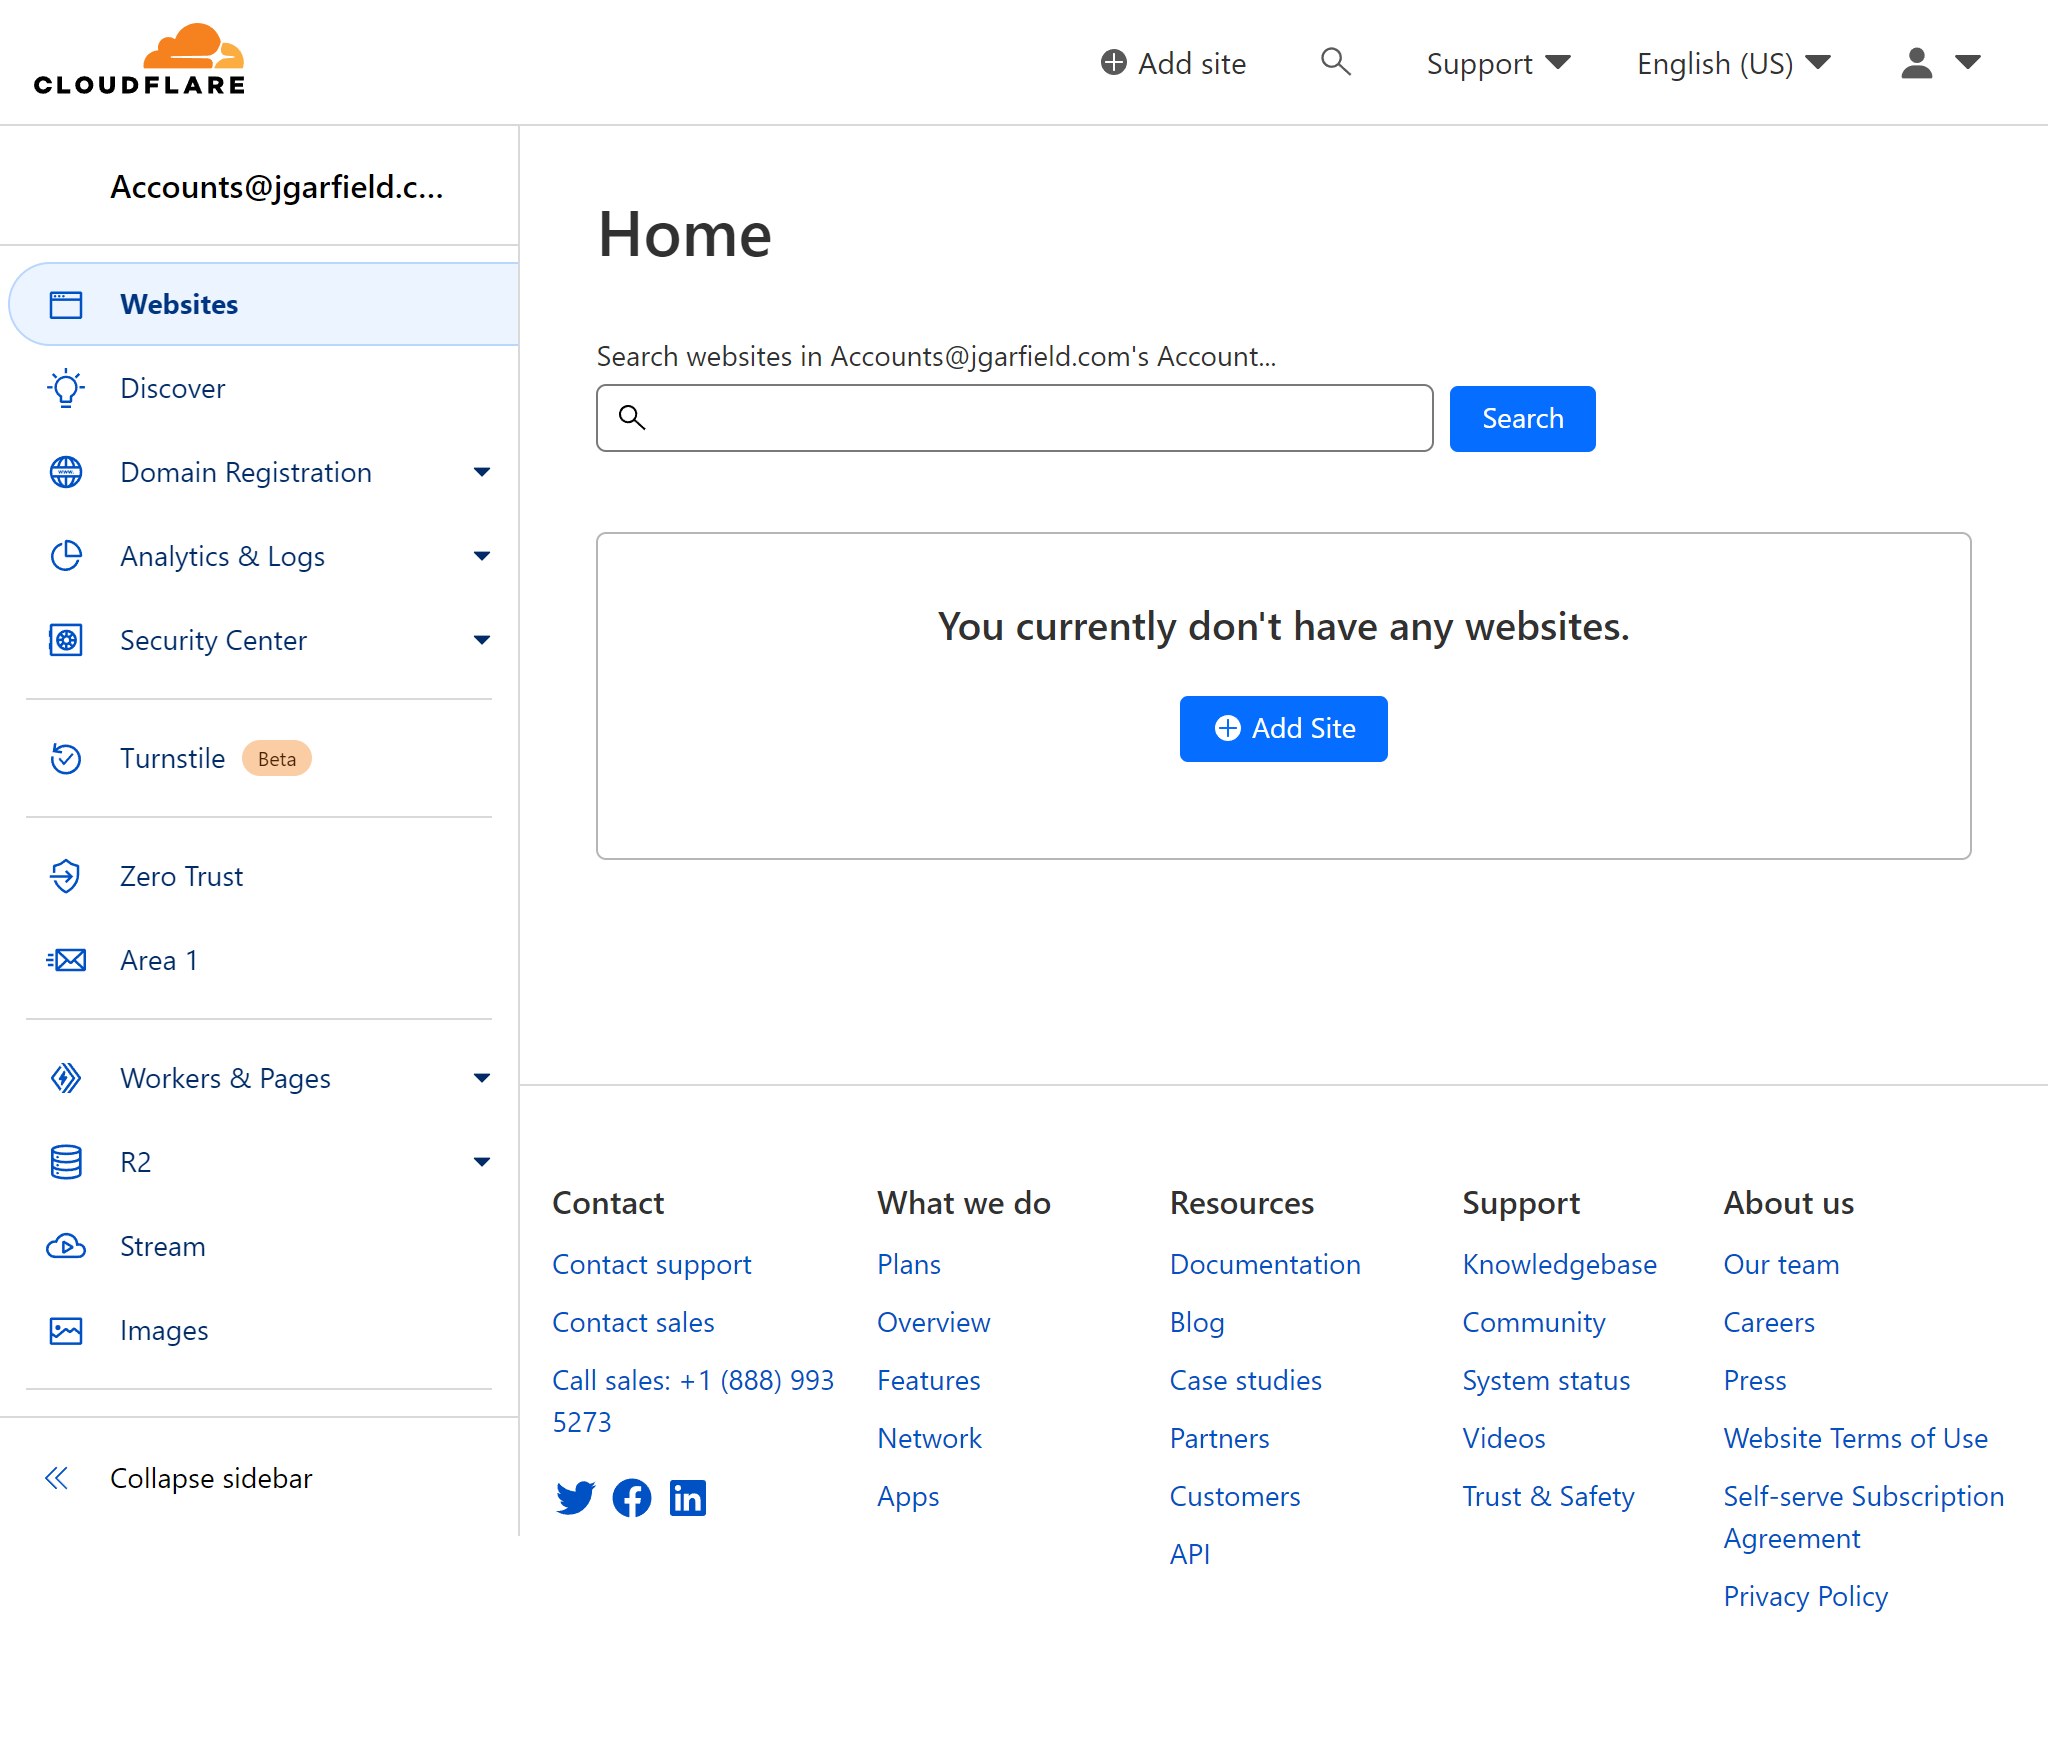 CLOUDFLARE
Add site
Support
English (US)
Accounts@jgarfield.c...
Websites
Discover
Domain Registration
Analytics & Logs
Security Center
Turnstile Beta
Zero Trust
Area 1
Workers & Pages
R2
Stream
Images
Collapse sidebar
Home
Search websites in Accounts@jgarfield.com's Account...
Search
You currently don't have any websites.
Add Site
Contact
Contact support
Contact sales
Call sales: +1 (888) 993
5273
What we do
Plans
Overview
Features
Network
Apps
Resources
Documentation
Blog
Case studies
Partners
Customers
API
Support
Knowledgebase
Community
System status
Videos
Trust & Safety
About us
Our team
Careers
Press
Website Terms of Use
Self-serve Subscription
Agreement
Privacy Policy